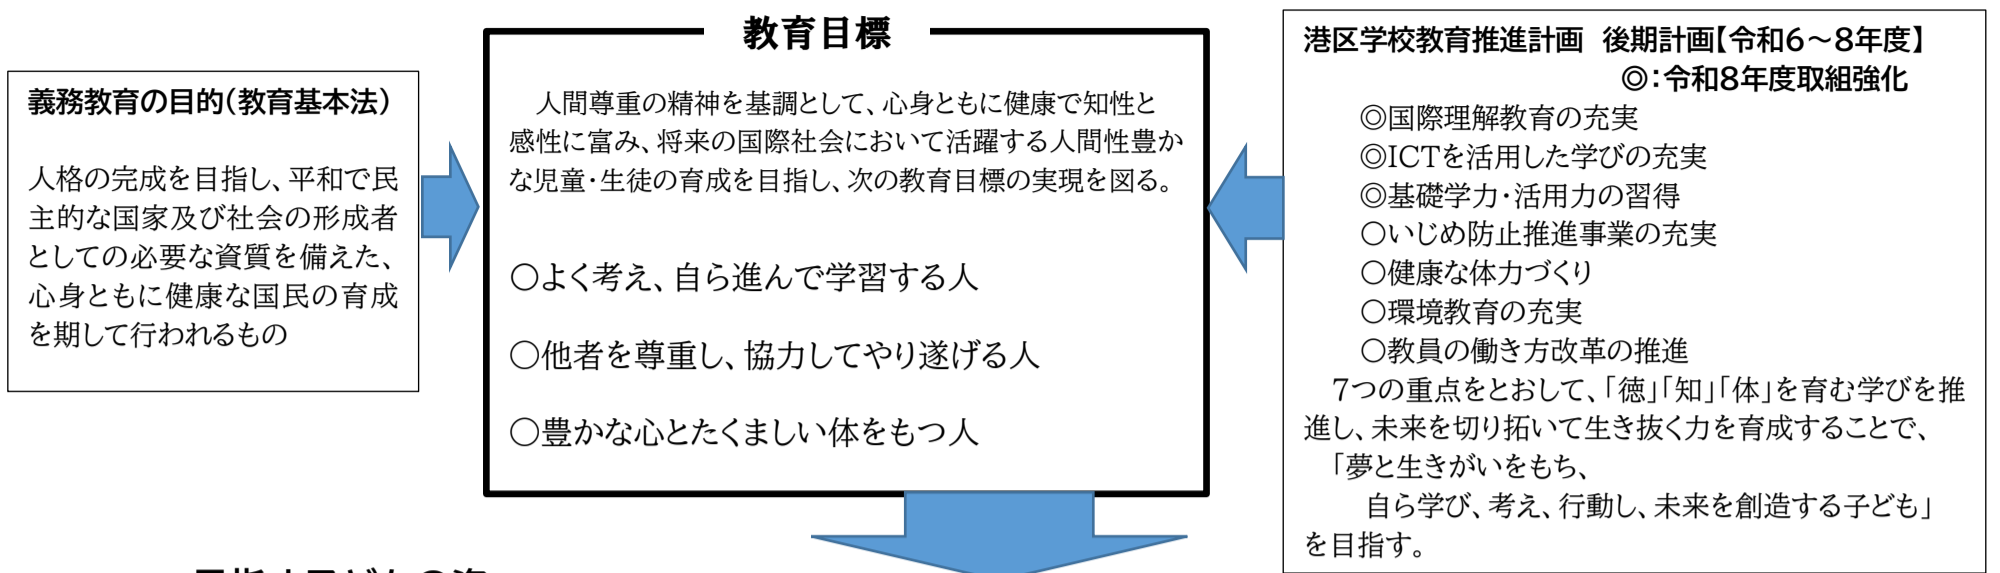 義務教育の目的(教育基本法)
人格の完成を目指し、平和で民
主的な国家及び社会の形成者
としての必要な資質を備えた、
心身ともに健康な国民の育成
を期して行われるもの
教育目標
人間尊重の精神を基調として、心身ともに健康で知性と
感性に富み、将来の国際社会において活躍する人間性豊か
な児童・生徒の育成を目指し、次の教育目標の実現を図る。
○よく考え、自ら進んで学習する人
○他者を尊重し、協力してやり遂げる人
○豊かな心とたくましい体をもつ人
港区学校教育推進計画 後期計画【令和6~8年度】
◎:令和8年度取組強化
◎国際理解教育の充実
◎ICTを活用した学びの充実
◎基礎学力・活用力の習得
○いじめ防止推進事業の充実
○健康な体力づくり
○環境教育の充実
○教員の働き方改革の推進
7つの重点をとおして、「徳」「知」「体」を育む学びを推
進し、未来を切り拓いて生き抜く力を育成することで、
「夢と生きがいをもち、
自ら学び、考え、行動し、未来を創造する子ども」
を目指す。